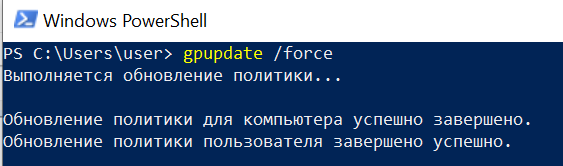 Windows PowerShell
PS C:\Users\user> gpupdate /force
Выполняется обновление политики...
Обновление политики для компьютера успешно завершено.
Обновление политики пользователя завершено успешно.